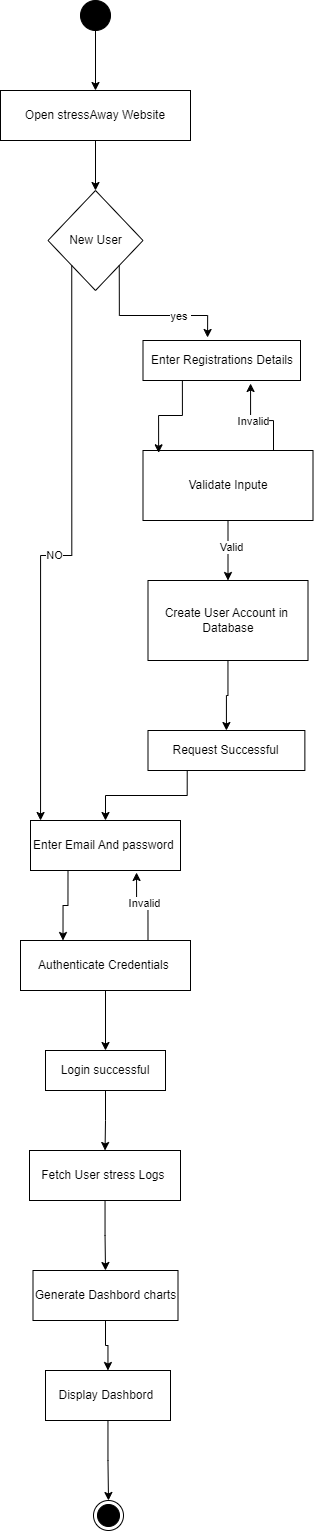 Open stressAway Website
New User
yes
Enter Registrations Details
Invalid
Validate Inpute
Valid
NO
Create User Account in
Database
Request Successful
Enter Email And password
Invalid
Authenticate Credentials
Login successful
Fetch User stress Logs
Generate Dashbord charts
Display Dashbord